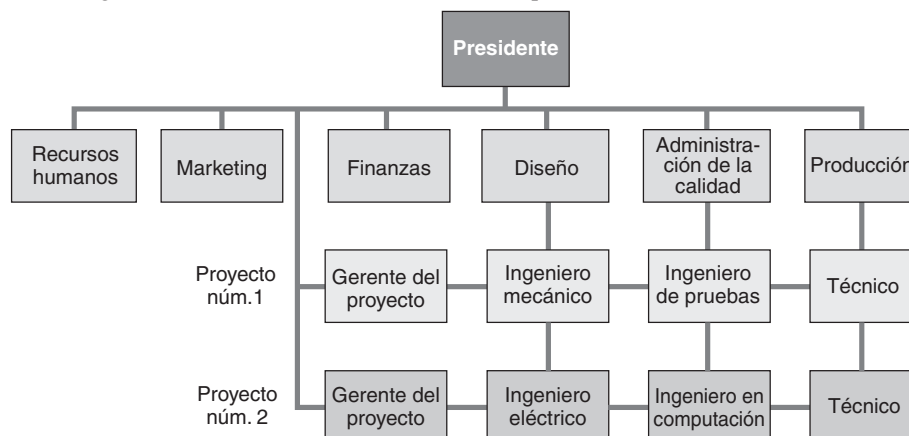 Presidente
Recursos
humanos
Marketing
Finanzas
Diseño
Administra-
ción de la
calidad
Producción
Proyecto
núm.1
Gerente del
proyecto
Ingeniero
mecánico
Ingeniero
de pruebas
Técnico
Proyecto
núm. 2
Gerente del
proyecto
Ingeniero
eléctrico
Ingeniero en
computación
Técnico